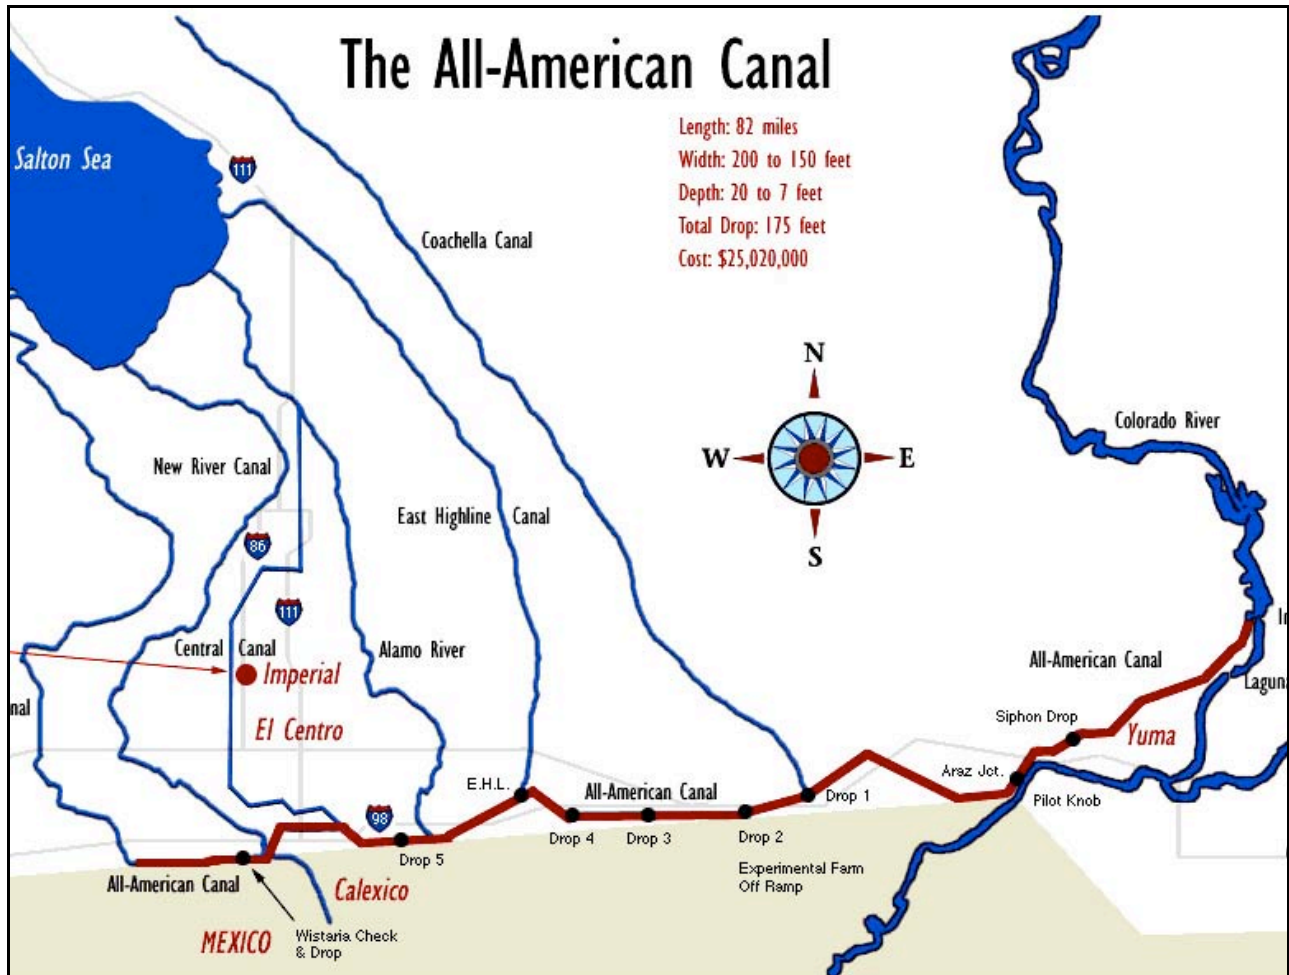 The All-American Canal
Length: 82 miles
Width: 200 to 150 feet
Depth: 20 to 7 feet
Total Drop: 175 feet
Cost: $25,020,000
Salton Sea
111
Coachella Canal
N
W
E
S
Colorado River
New River Canal
East Highline Canal
86
111
Central Canal
Alamo River
Imperial
El Centro
All-American Canal
Siphon Drop
Yuma
Araz Jct.
Pilot Knob
E.H.L.
All-American Canal
Drop 1
98
Drop 5
Drop 4
Drop 3
Drop 2
Experimental Farm
Off Ramp
All-American Canal
Calexico
MEXICO
Wistaria Check
& Drop